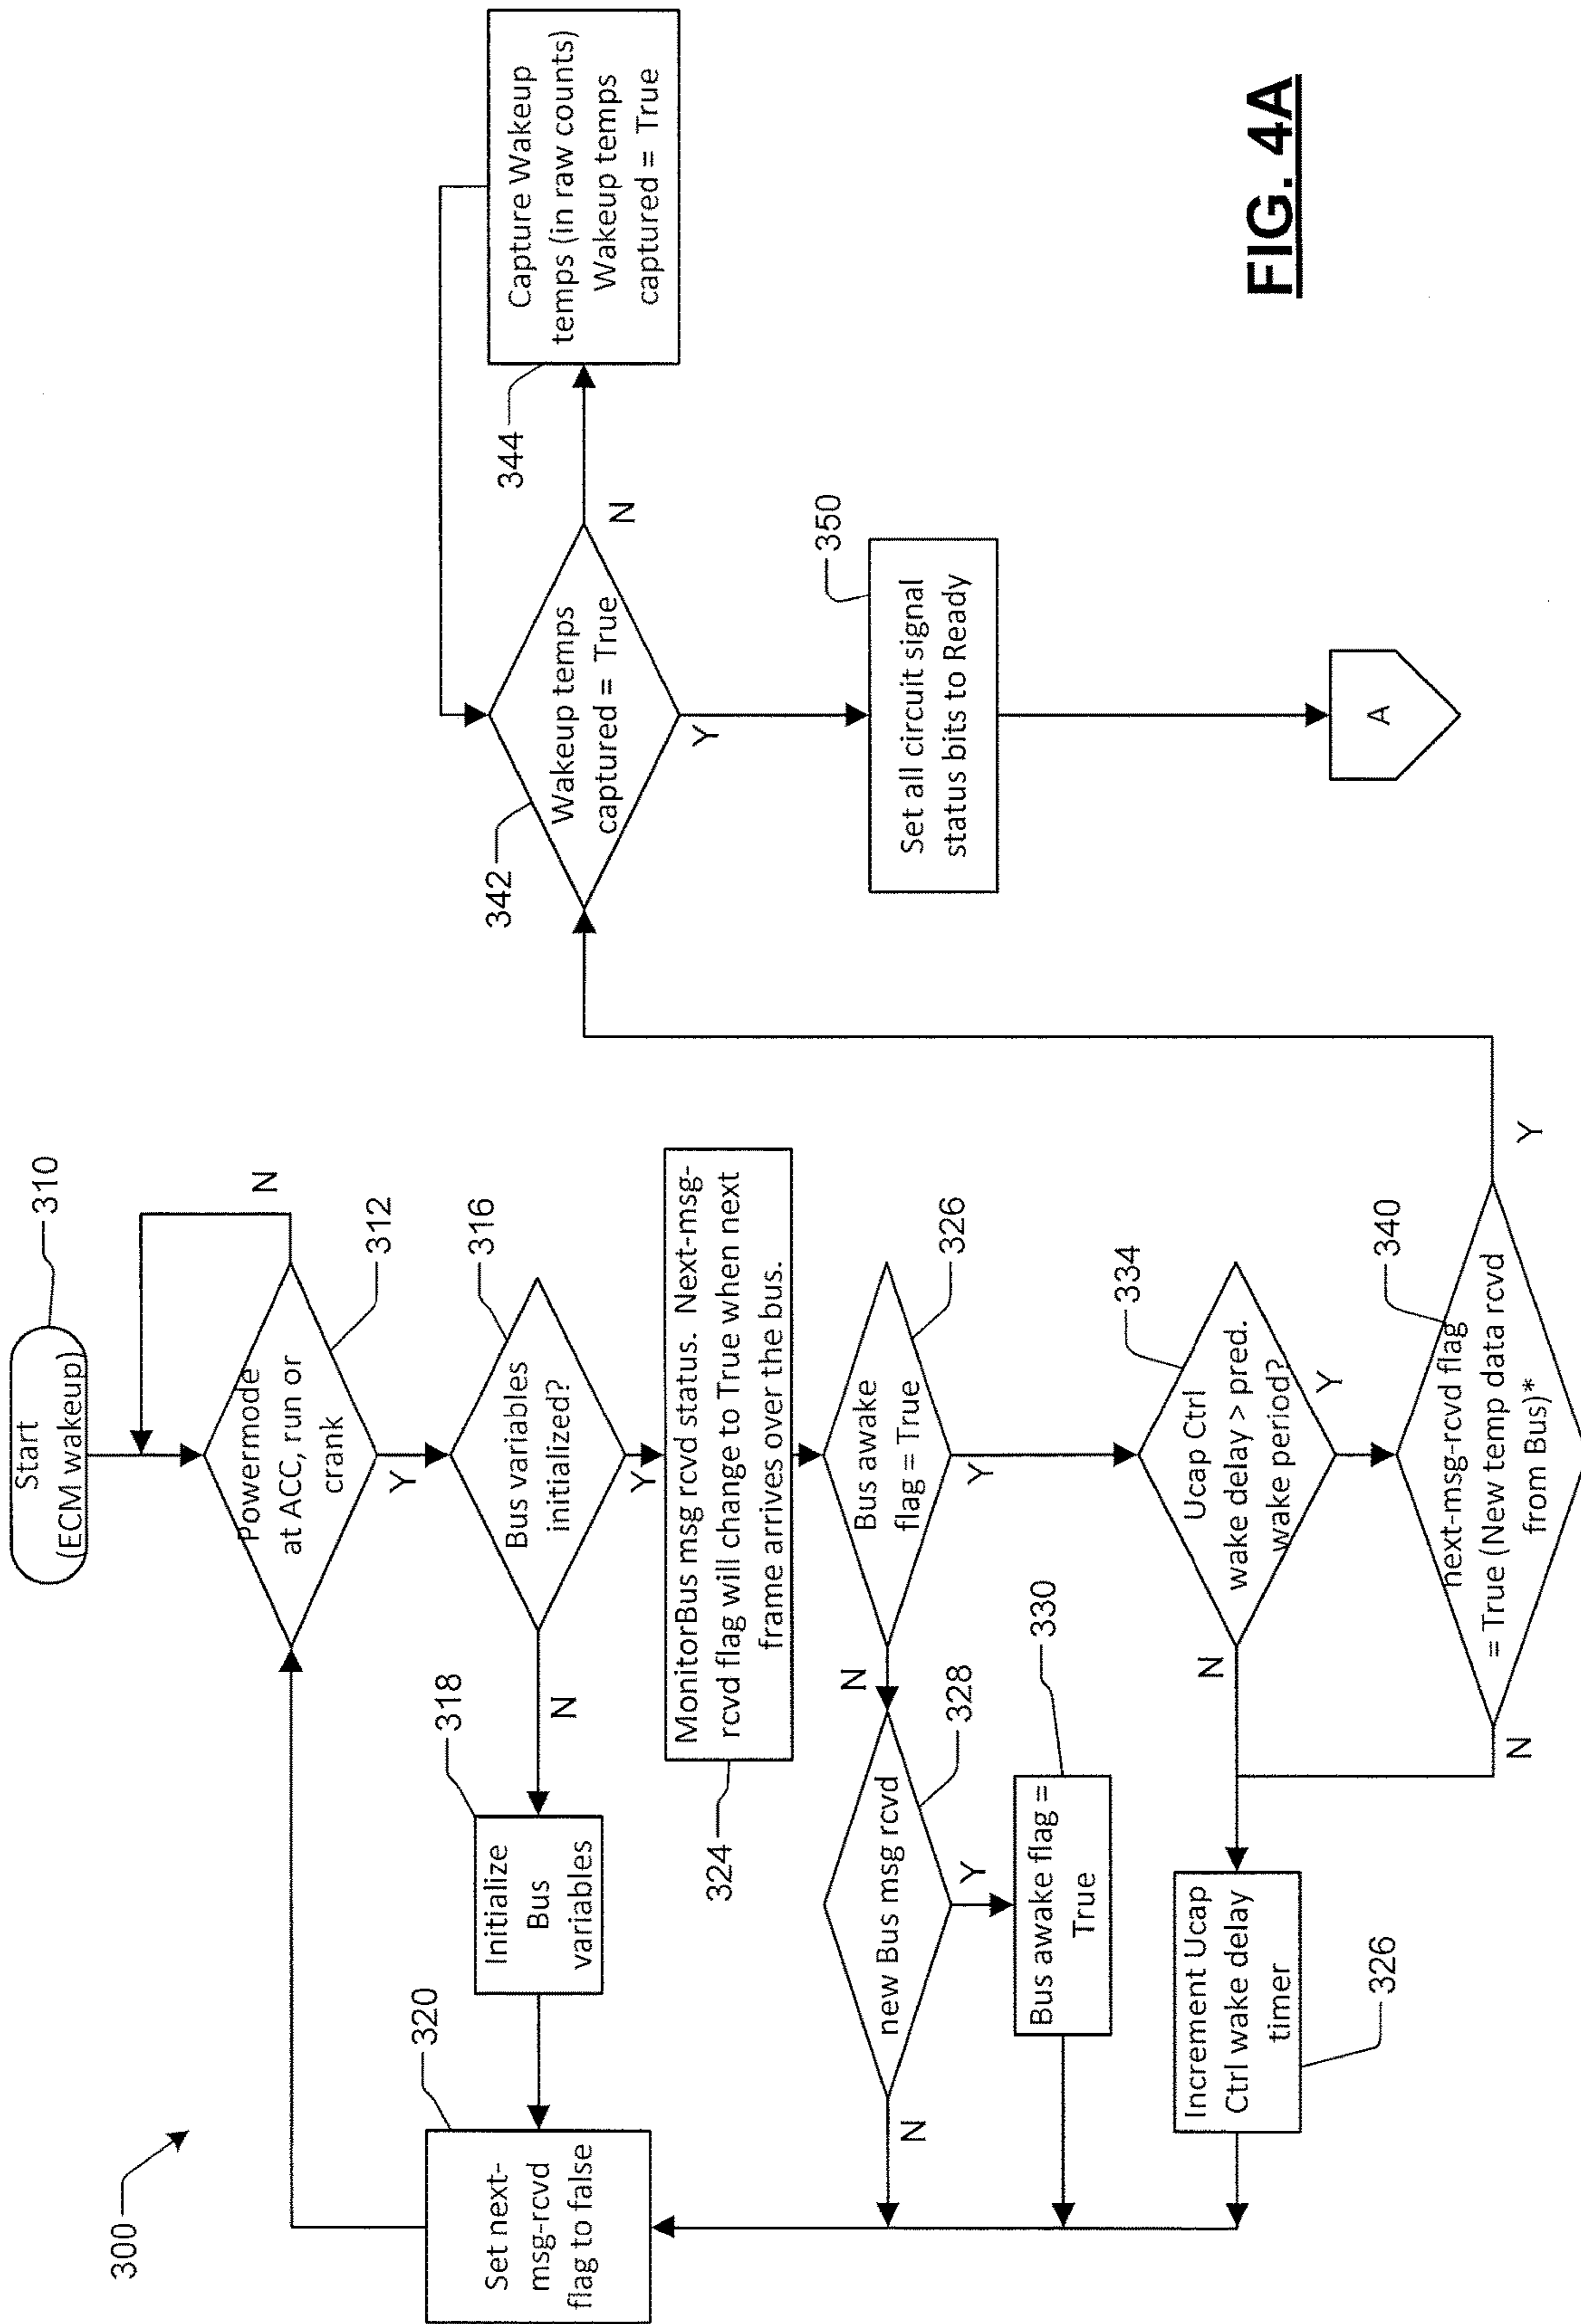 300
Start
(ECM wakeup)
310
N
Powermode
at ACC, run or
crank
312
Y
Bus variables
initialized?
316
N
Y
Initialize
Bus
variables
318
Set next-
msg-rcvd
flag to false
320
MonitorBus msg rcvd status. Next-msg-
rcvd flag will change to True when next
frame arrives over the bus.
324
Bus awake
flag = True
326
N
Y
new Bus msg rcvd
328
N
Y
Bus awake flag =
True
330
Ucap Ctrl
wake delay > pred.
wake period?
334
N
Y
Increment Ucap
Ctrl wake delay
timer
326
next-msg-rcvd flag
= True (New temp data rcvd
from Bus)*
340
N
Y
Wakeup temps
captured = True
342
N
Y
Capture Wakeup
temps (in raw counts)
Wakeup temps
captured = True
344
Set all circuit signal
status bits to Ready
350
A
FIG. 4A